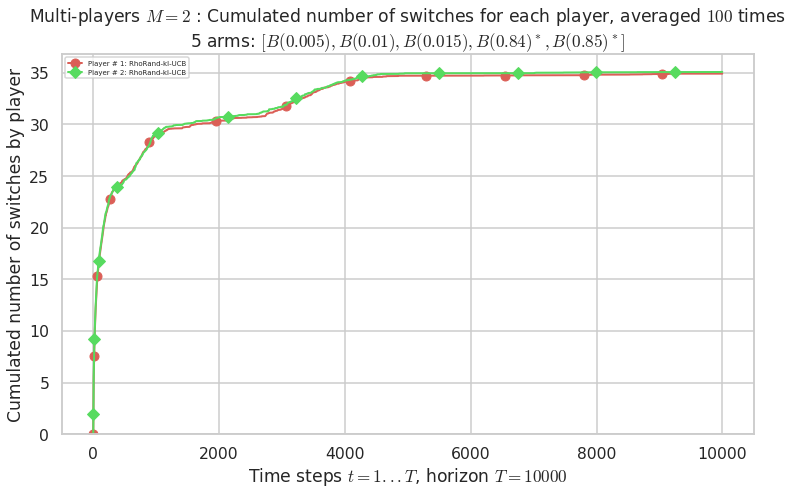 Multi-players M = 2 : Cumulated number of switches for each player, averaged 100 times
5 arms: [B(0.005), B(0.01), B(0.015), B(0.84)*, B(0.85)*]
Player # 1: RhoRand-kl-UCB
Player # 2: RhoRand-kl-UCB
Cumulated number of switches by player
35
30
25
20
15
10
5
0
0 2000 4000 6000 8000 10000
Time steps t = 1...T, horizon T = 10000